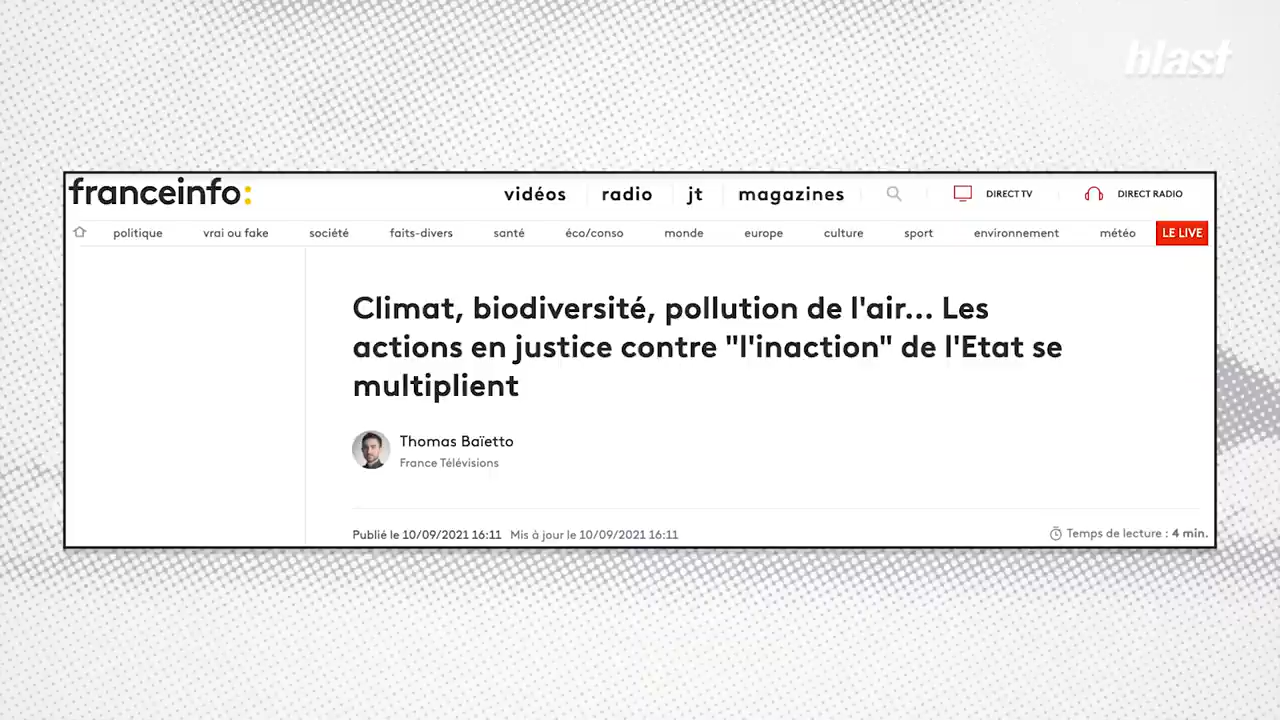 blast
franceinfo:
vidéos radio jt magazines DIRECT TV DIRECT RADIO
politique vrai ou fake société faits-divers santé éco/conso monde europe culture sport environnement météo LE LIVE
Climat, biodiversité, pollution de l'air... Les
actions en justice contre "l'inaction" de l'Etat se
multiplient
Thomas Baïetto
France Télévisions
Publié le 10/09/2021 16:11 Mis à jour le 10/09/2021 16:11
Temps de lecture : 4 min.